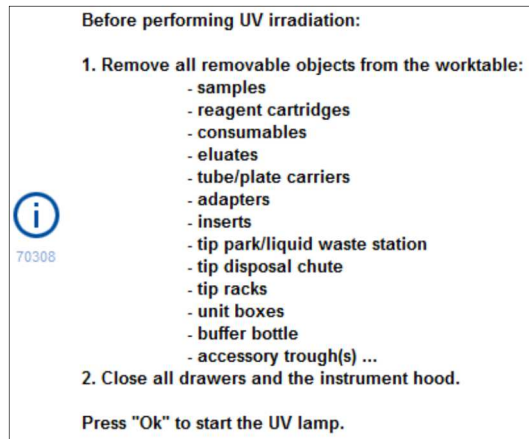 Before performing UV irradiation:
1. Remove all removable objects from the worktable:
- samples
- reagent cartridges
- consumables
- eluates
- tube/plate carriers
- adapters
- inserts
- tip park/liquid waste station
- tip disposal chute
- tip racks
- unit boxes
- buffer bottle
- accessory trough(s) ...
2. Close all drawers and the instrument hood.
Press "Ok" to start the UV lamp.
i
70308